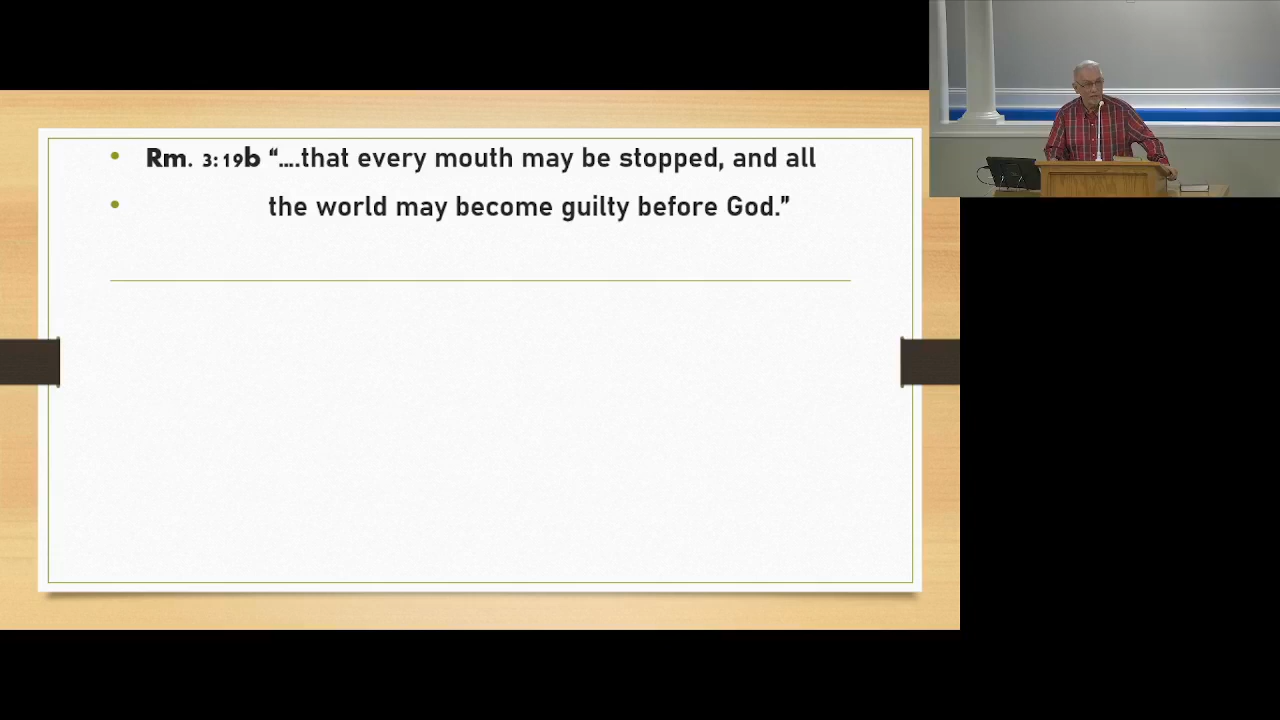 • Rm. 3:19b “....that every mouth may be stopped, and all
• the world may become guilty before God.”